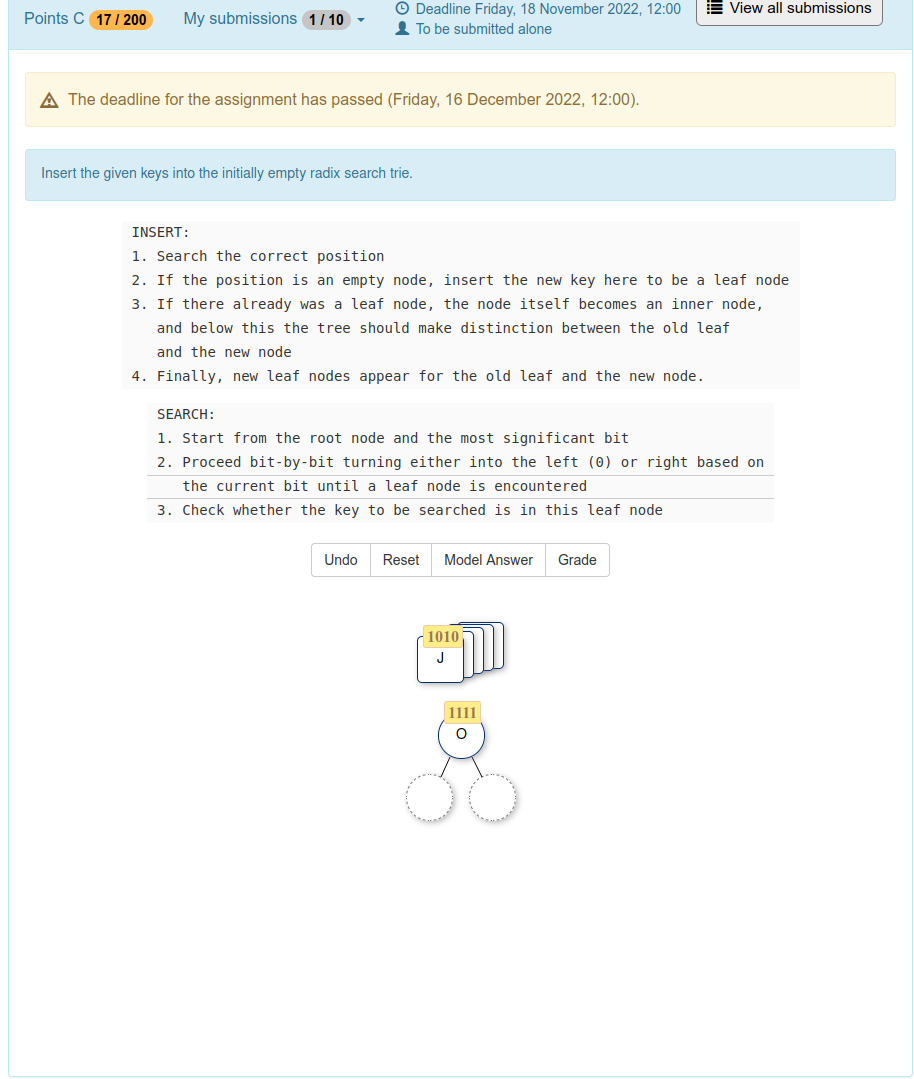 Points C 17 / 200 My submissions 1 / 10
Deadline Friday, 18 November 2022, 12:00
To be submitted alone
View all submissions
The deadline for the assignment has passed (Friday, 16 December 2022, 12:00).
Insert the given keys into the initially empty radix search trie.
INSERT:
1. Search the correct position
2. If the position is an empty node, insert the new key here to be a leaf node
3. If there already was a leaf node, the node itself becomes an inner node,
and below this the tree should make distinction between the old leaf
and the new node
4. Finally, new leaf nodes appear for the old leaf and the new node.
SEARCH:
1. Start from the root node and the most significant bit
2. Proceed bit-by-bit turning either into the left (0) or right based on
the current bit until a leaf node is encountered
3. Check whether the key to be searched is in this leaf node
Undo Reset Model Answer Grade
1010
J
1111
O